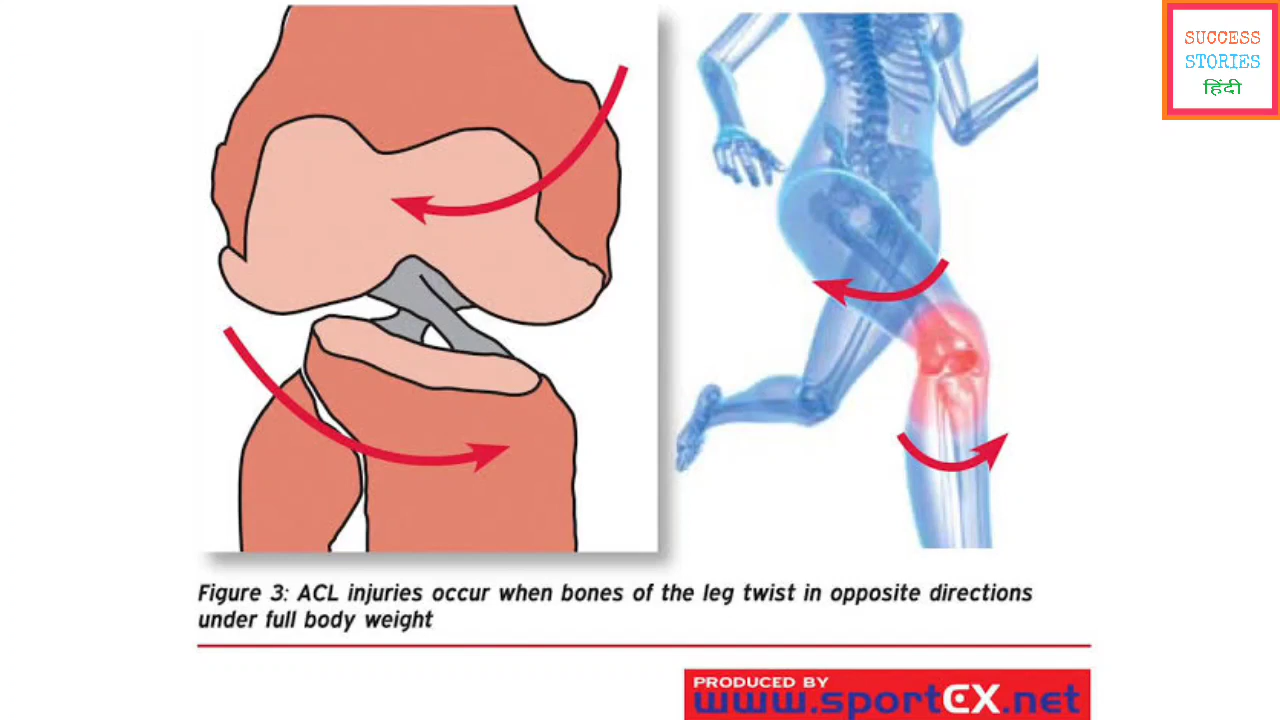 SUCCESS
STORIES
हिंदी
Figure 3: ACL injuries occur when bones of the leg twist in opposite directions
under full body weight
PRODUCED BY
www.sportEX.net